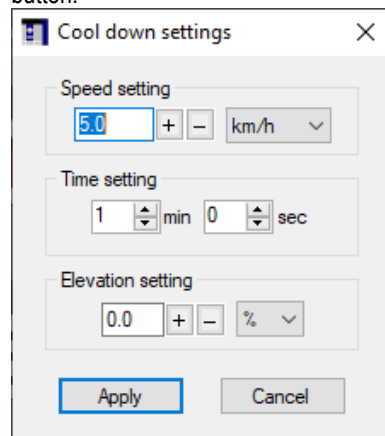 button.
Cool down settings
Speed setting
5.0 + – km/h
Time setting
1 min 0 sec
Elevation setting
0.0 + – %
Apply Cancel